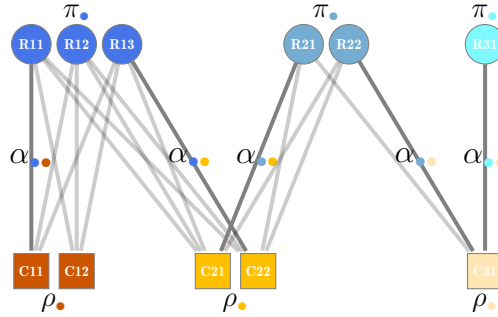 π• π• π•
R11 R12 R13 R21 R22 R31
α•• α•• α•• α•• α••
C11 C12 C21 C22 C31
ρ• ρ• ρ•